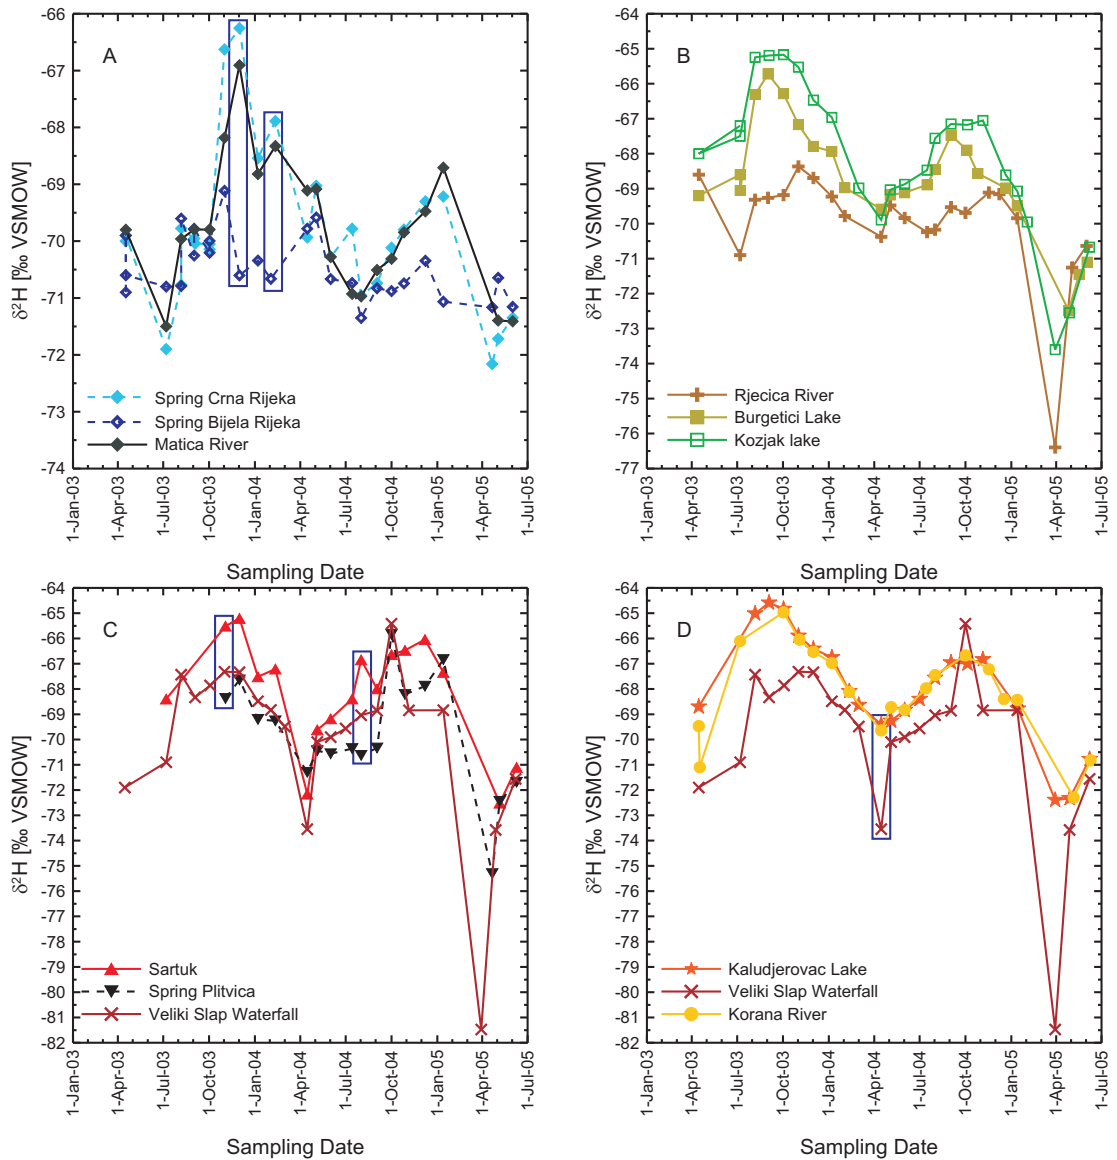 A
δ²H [‰ VSMOW]
-66
-67
-68
-69
-70
-71
-72
-73
-74
Spring Crna Rijeka
Spring Bijela Rijeka
Matica River
1-Jan-03
1-Apr-03
1-Jul-03
1-Oct-03
1-Jan-04
1-Apr-04
1-Jul-04
1-Oct-04
1-Jan-05
1-Apr-05
1-Jul-05
Sampling Date
B
δ²H [‰ VSMOW]
-64
-65
-66
-67
-68
-69
-70
-71
-72
-73
-74
-75
-76
-77
Rjecica River
Burgetici Lake
Kozjak lake
1-Jan-03
1-Apr-03
1-Jul-03
1-Oct-03
1-Jan-04
1-Apr-04
1-Jul-04
1-Oct-04
1-Jan-05
1-Apr-05
1-Jul-05
Sampling Date
C
δ²H [‰ VSMOW]
-64
-65
-66
-67
-68
-69
-70
-71
-72
-73
-74
-75
-76
-77
-78
-79
-80
-81
-82
Sartuk
Spring Plitvica
Veliki Slap Waterfall
1-Jan-03
1-Apr-03
1-Jul-03
1-Oct-03
1-Jan-04
1-Apr-04
1-Jul-04
1-Oct-04
1-Jan-05
1-Apr-05
1-Jul-05
Sampling Date
D
δ²H [‰ VSMOW]
-64
-65
-66
-67
-68
-69
-70
-71
-72
-73
-74
-75
-76
-77
-78
-79
-80
-81
-82
Kaludjerovac Lake
Veliki Slap Waterfall
Korana River
1-Jan-03
1-Apr-03
1-Jul-03
1-Oct-03
1-Jan-04
1-Apr-04
1-Jul-04
1-Oct-04
1-Jan-05
1-Apr-05
1-Jul-05
Sampling Date